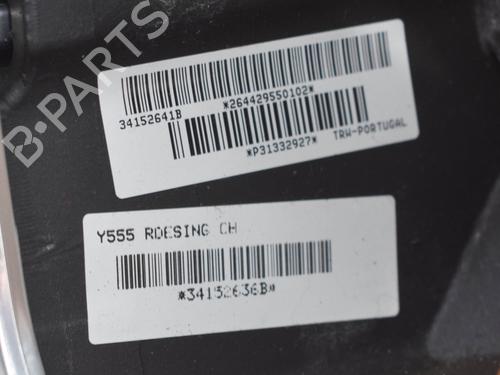 34152641B *264429550102*
*P31332927* TRW-PORTUGAL
Y555 RDESING CH
*34152636B*
B-PARTS